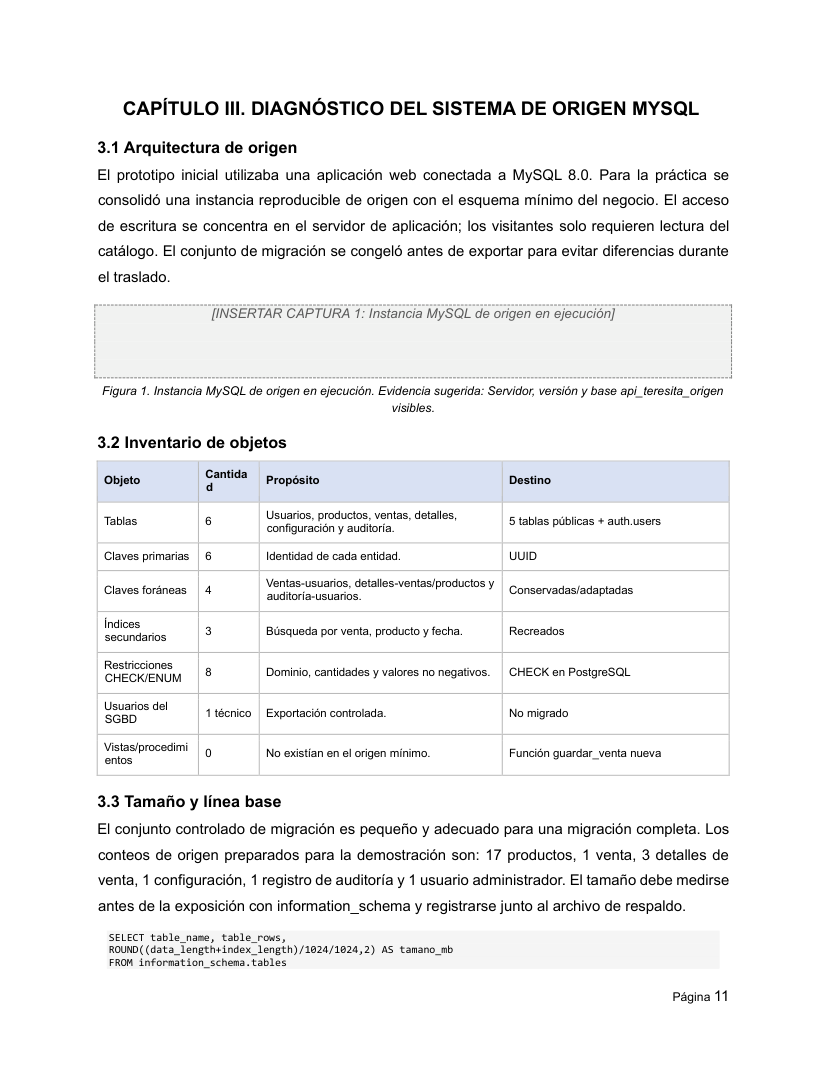 CAPÍTULO III. DIAGNÓSTICO DEL SISTEMA DE ORIGEN MYSQL
3.1 Arquitectura de origen
El prototipo inicial utilizaba una aplicación web conectada a MySQL 8.0. Para la práctica se
consolidó una instancia reproducible de origen con el esquema mínimo del negocio. El acceso
de escritura se concentra en el servidor de aplicación; los visitantes solo requieren lectura del
catálogo. El conjunto de migración se congeló antes de exportar para evitar diferencias durante
el traslado.
[INSERTAR CAPTURA 1: Instancia MySQL de origen en ejecución]
Figura 1. Instancia MySQL de origen en ejecución. Evidencia sugerida: Servidor, versión y base api_teresita_origen
visibles.
3.2 Inventario de objetos
Objeto
Cantida
d
Propósito
Destino
Tablas
6
Usuarios, productos, ventas, detalles,
configuración y auditoría.
5 tablas públicas + auth.users
Claves primarias
6
Identidad de cada entidad.
UUID
Claves foráneas
4
Ventas-usuarios, detalles-ventas/productos y
auditoría-usuarios.
Conservadas/adaptadas
Índices
secundarios
3
Búsqueda por venta, producto y fecha.
Recreados
Restricciones
CHECK/ENUM
8
Dominio, cantidades y valores no negativos.
CHECK en PostgreSQL
Usuarios del
SGBD
1 técnico
Exportación controlada.
No migrado
Vistas/procedimi
entos
0
No existían en el origen mínimo.
Función guardar_venta nueva
3.3 Tamaño y línea base
El conjunto controlado de migración es pequeño y adecuado para una migración completa. Los
conteos de origen preparados para la demostración son: 17 productos, 1 venta, 3 detalles de
venta, 1 configuración, 1 registro de auditoría y 1 usuario administrador. El tamaño debe medirse
antes de la exposición con information_schema y registrarse junto al archivo de respaldo.
SELECT table_name, table_rows,
ROUND((data_length+index_length)/1024/1024,2) AS tamano_mb
FROM information_schema.tables
Página 11